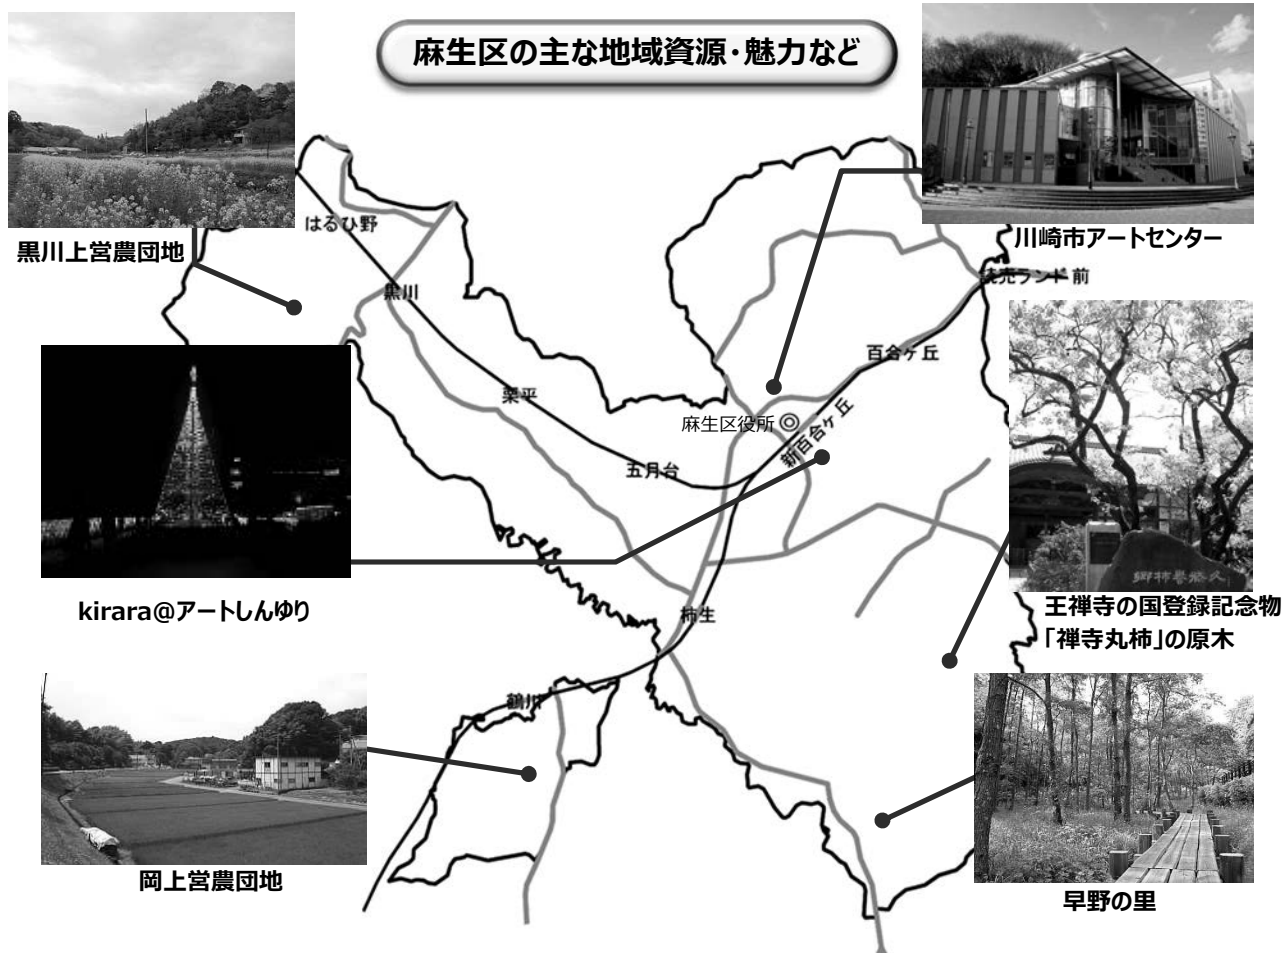 麻生区の主な地域資源・魅力など
黒川上営農団地
川崎市アートセンター
はるひ野
黒川
読売ランド前
百合ヶ丘
栗平
麻生区役所
新百合ヶ丘
五月台
kirara@アートしんゆり
柿生
王禅寺の国登録記念物
「禅寺丸柿」の原木
鶴川
岡上営農団地
早野の里